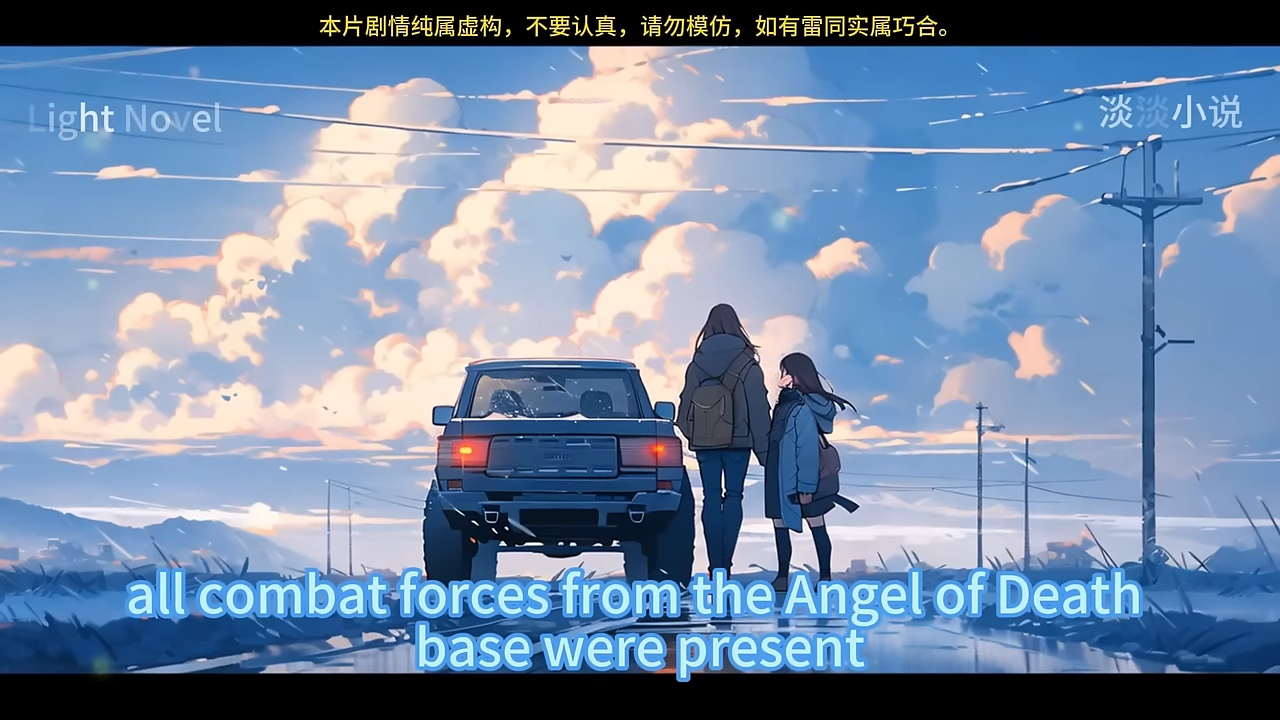 本片剧情纯属虚构，不要认真，请勿模仿，如有雷同实属巧合。
Light Novel
淡淡小说
all combat forces from the Angel of Death
base were present